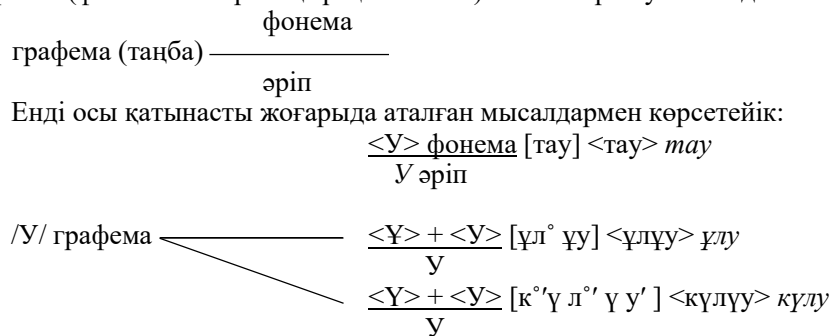 фонема
графема (таңба)
әріп
Енді осы қатынасты жоғарыда аталған мысалдармен көрсетейік:
<У> фонема [тау] <тау> тау
У әріп
/У/ графема
<Ұ> + <У> [ұл˚ ұу] <ұлұу> ұлу
У
<Ү> + <У> [к˚′ү л˚′ ү у′ ] <күлүу> күлу
У